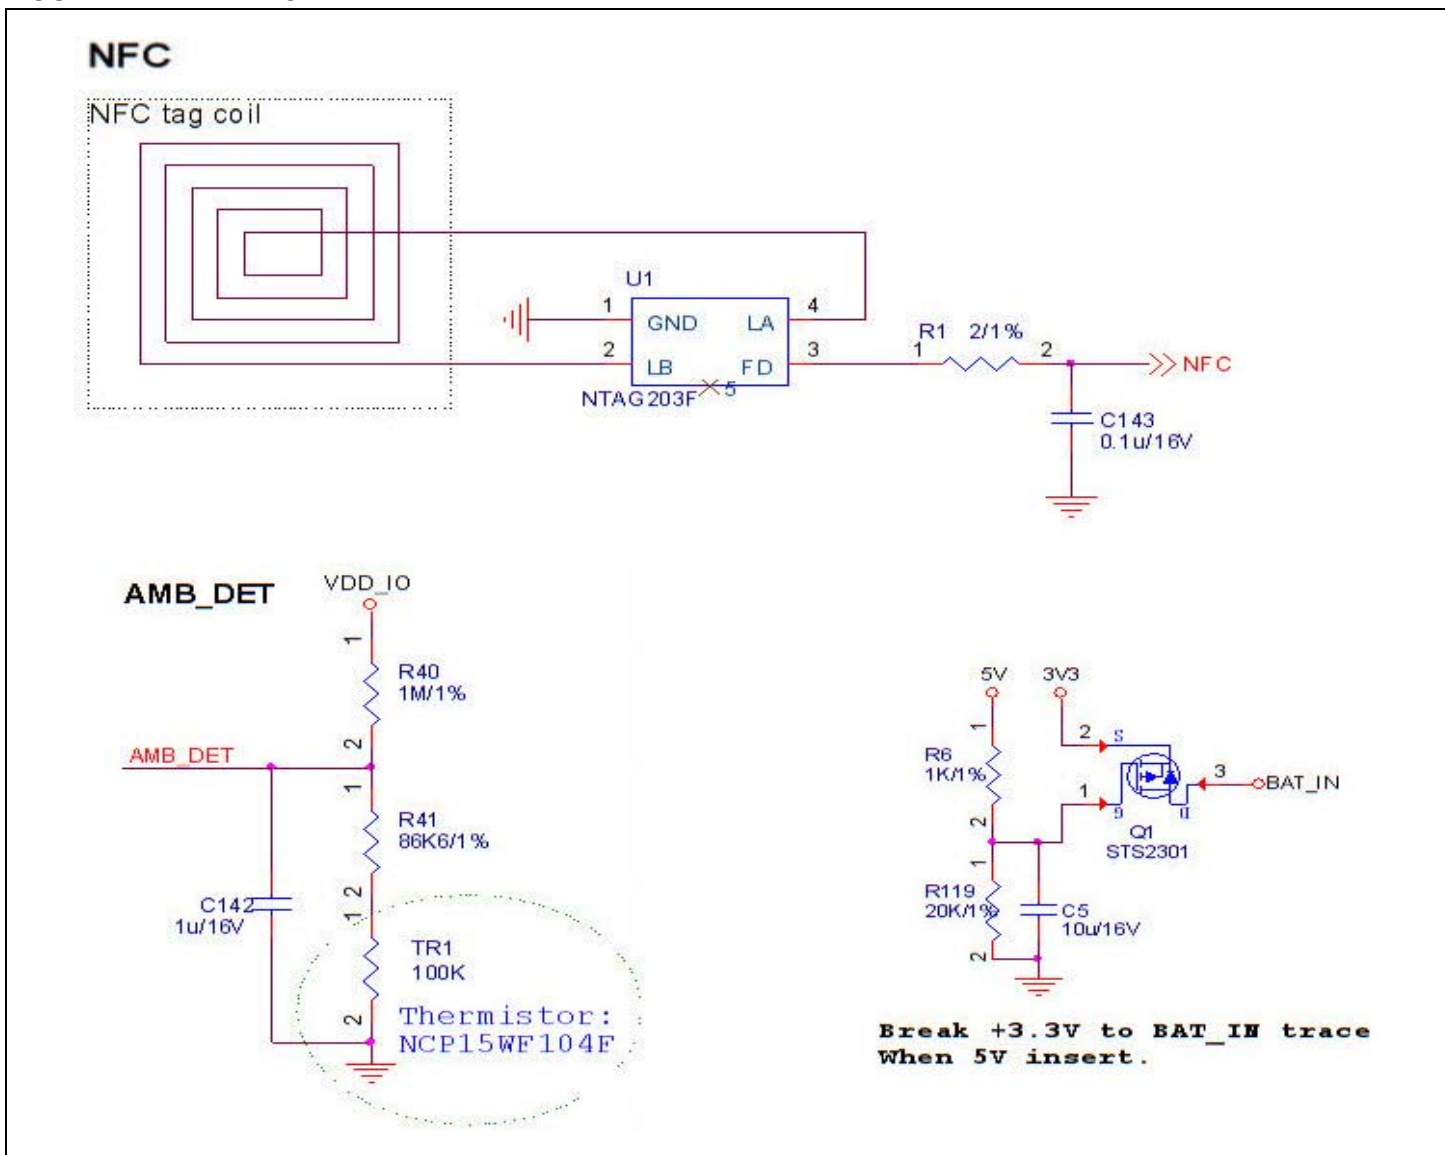 NFC
NFC tag coil
U1
1
GND
LA
4
2
LB
FD
3
NTAG203F
5
R1 2/1%
1
2
NFC
C143
0.1u/16V
AMB_DET
VDD_IO
1
R40
1M/1%
2
AMB_DET
1
R41
86K6/1%
2
C142
1u/16V
1
TR1
100K
2
Thermistor:
NCP15WF104F
5V
3V3
1
2
S
R6
1K/1%
3
BAT_IN
1
G
D
2
Q1
STS2301
1
R119
20K/1%
C5
10u/16V
2
Break +3.3V to BAT_IN trace
When 5V insert.